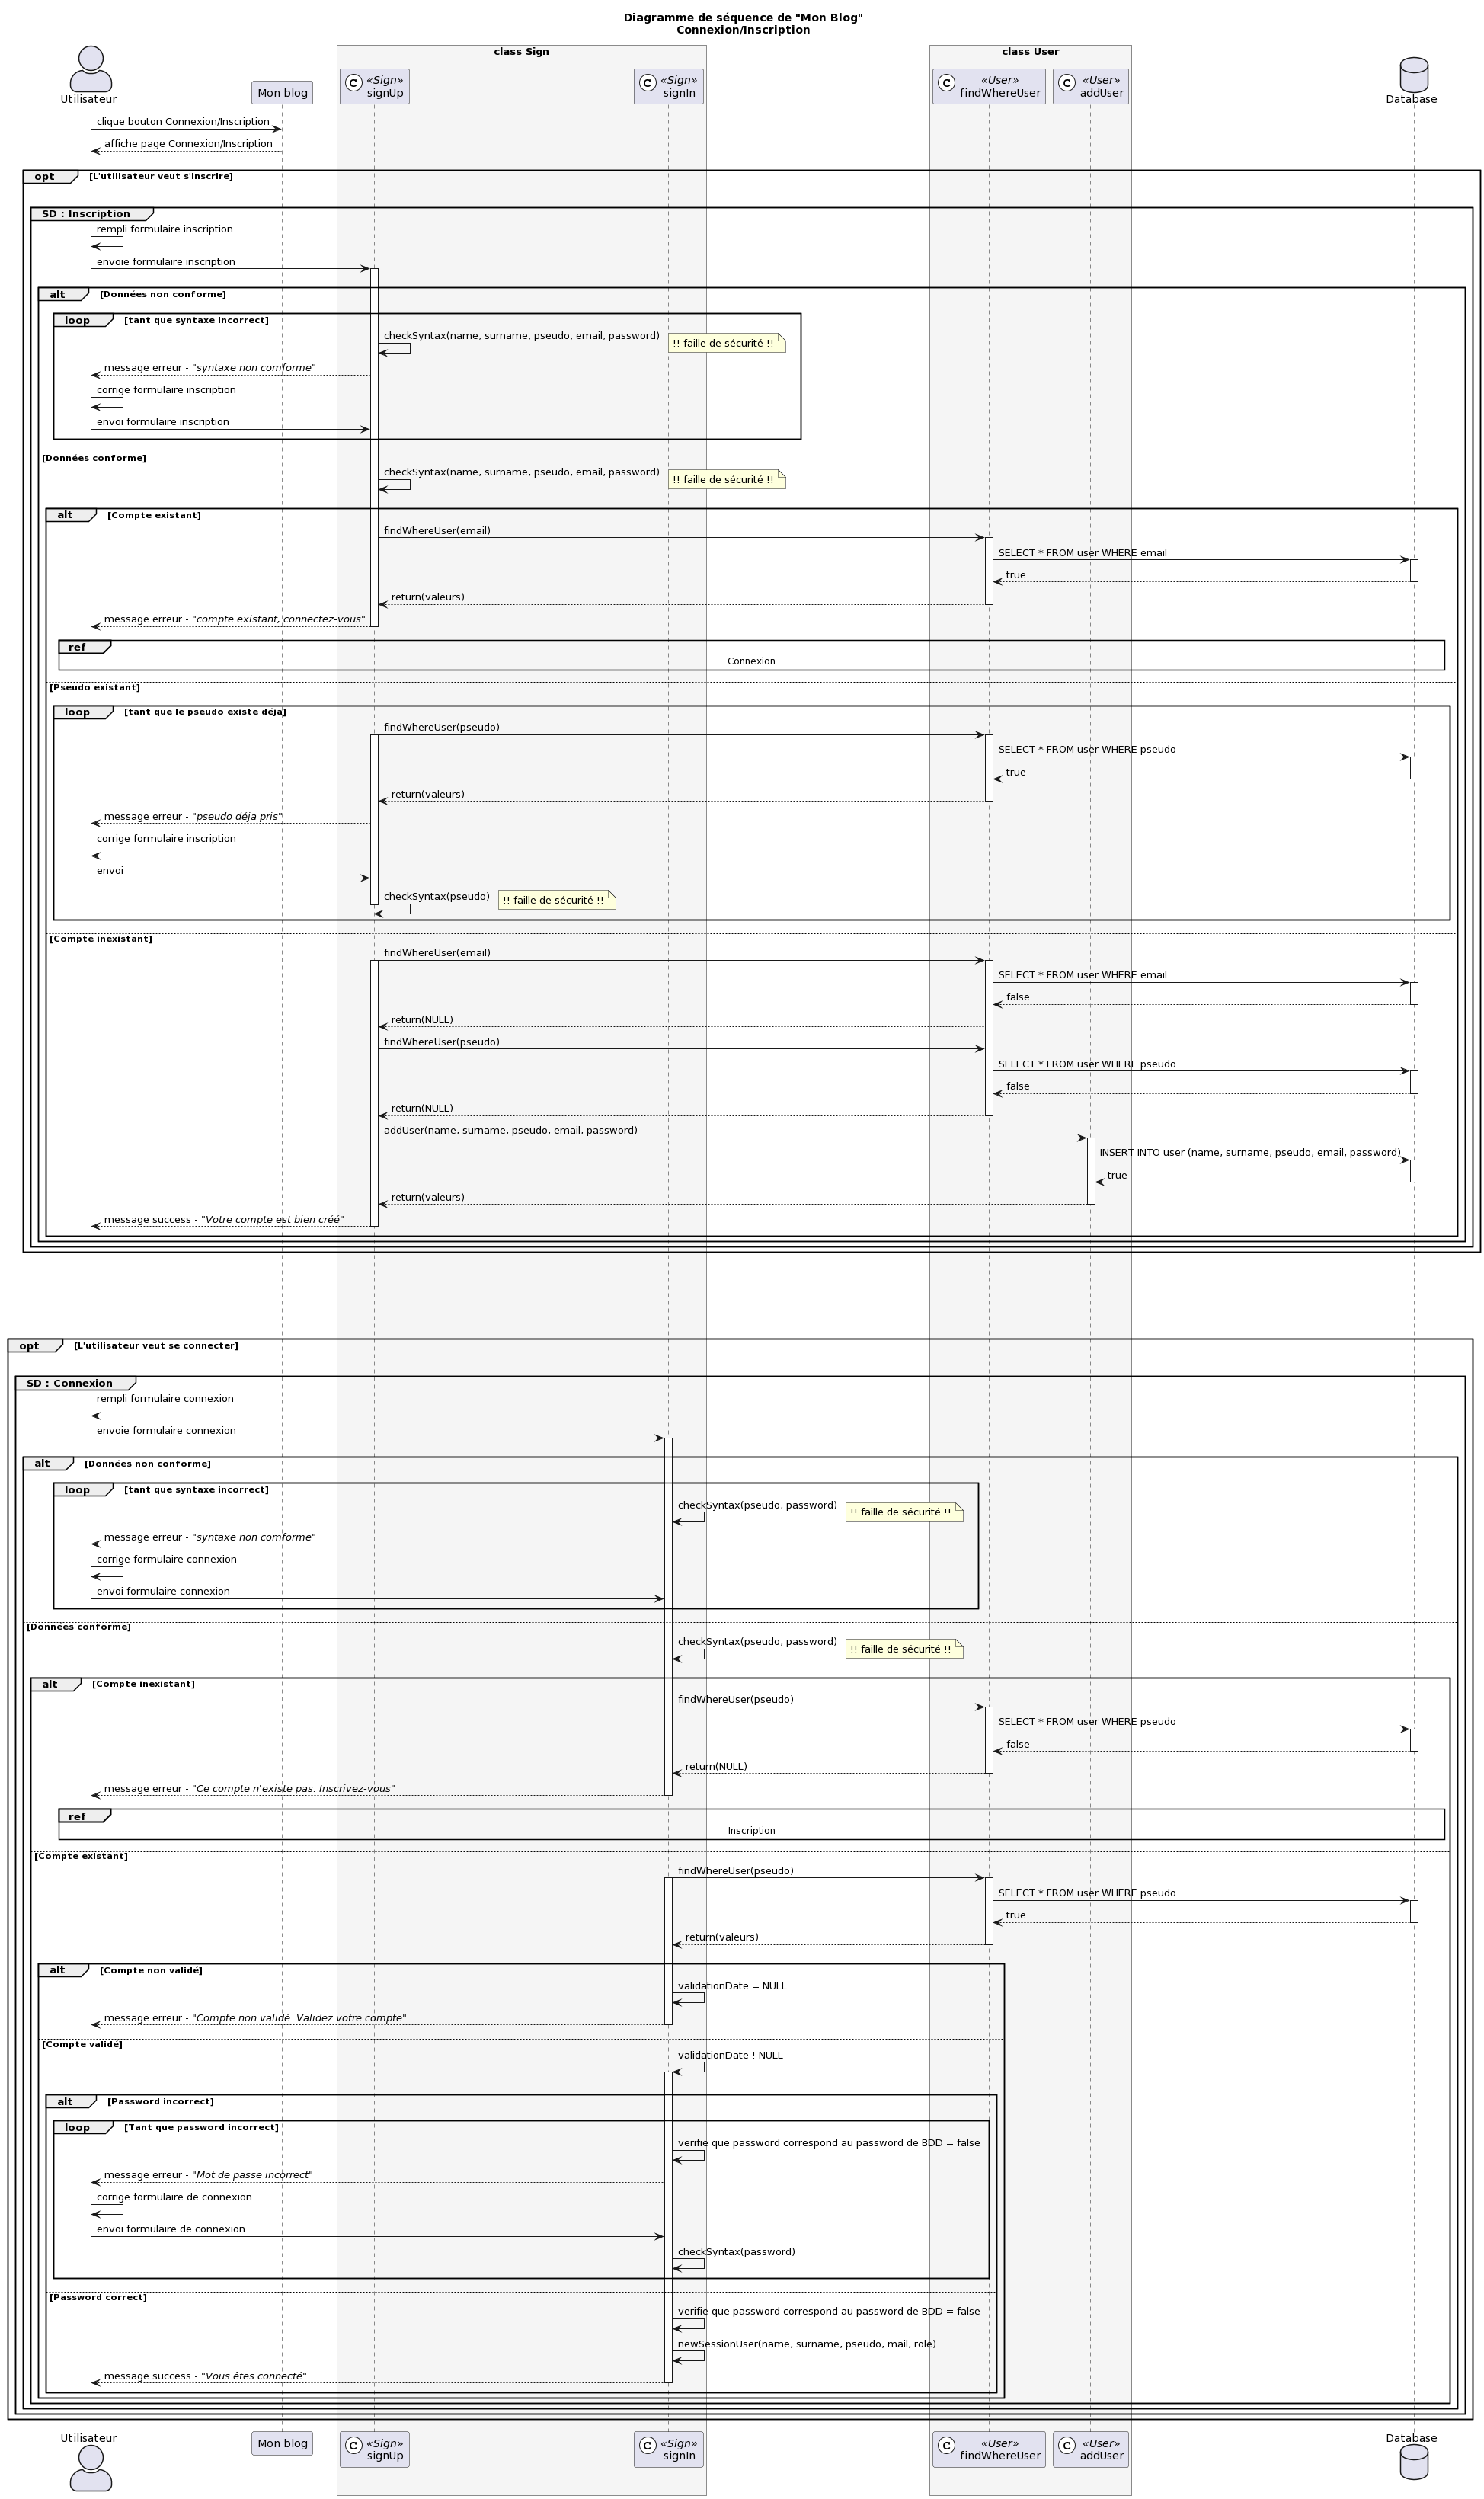 Diagramme de séquence de "Mon Blog"
Connexion/Inscription
class Sign
class User
Utilisateur
Mon blog
C «Sign»
signUp
C «Sign»
signIn
C «User»
findWhereUser
C «User»
addUser
Database
clique bouton Connexion/Inscription
affiche page Connexion/Inscription
opt [L'utilisateur veut s'inscrire]
SD : Inscription
rempli formulaire inscription
envoie formulaire inscription
alt [Données non conforme]
loop [tant que syntaxe incorrect]
checkSyntax(name, surname, pseudo, email, password) !! faille de sécurité !!
message erreur - "syntaxe non comforme"
corrige formulaire inscription
envoi formulaire inscription
[Données conforme]
checkSyntax(name, surname, pseudo, email, password) !! faille de sécurité !!
alt [Compte existant]
findWhereUser(email)
SELECT * FROM user WHERE email
true
return(valeurs)
message erreur - "compte existant, connectez-vous"
ref
Connexion
[Pseudo existant]
loop [tant que le pseudo existe déja]
findWhereUser(pseudo)
SELECT * FROM user WHERE pseudo
true
return(valeurs)
message erreur - "pseudo déja pris"
corrige formulaire inscription
envoi
checkSyntax(pseudo) !! faille de sécurité !!
[Compte inexistant]
findWhereUser(email)
SELECT * FROM user WHERE email
false
return(NULL)
findWhereUser(pseudo)
SELECT * FROM user WHERE pseudo
false
return(NULL)
addUser(name, surname, pseudo, email, password)
INSERT INTO user (name, surname, pseudo, email, password)
true
return(valeurs)
message success - "Votre compte est bien créé"
opt [L'utilisateur veut se connecter]
SD : Connexion
rempli formulaire connexion
envoie formulaire connexion
alt [Données non conforme]
loop [tant que syntaxe incorrect]
checkSyntax(pseudo, password) !! faille de sécurité !!
message erreur - "syntaxe non comforme"
corrige formulaire connexion
envoi formulaire connexion
[Données conforme]
checkSyntax(pseudo, password) !! faille de sécurité !!
alt [Compte inexistant]
findWhereUser(pseudo)
SELECT * FROM user WHERE pseudo
false
return(NULL)
message erreur - "Ce compte n'existe pas. Inscrivez-vous"
ref
Inscription
[Compte existant]
findWhereUser(pseudo)
SELECT * FROM user WHERE pseudo
true
return(valeurs)
alt [Compte non validé]
validationDate = NULL
message erreur - "Compte non validé. Validez votre compte"
[Compte validé]
validationDate ! NULL
alt [Password incorrect]
loop [Tant que password incorrect]
verifie que password correspond au password de BDD = false
message erreur - "Mot de passe incorrect"
corrige formulaire de connexion
envoi formulaire de connexion
checkSyntax(password)
[Password correct]
verifie que password correspond au password de BDD = false
newSessionUser(name, surname, pseudo, mail, role)
message success - "Vous êtes connecté"
Utilisateur
Mon blog
C «Sign»
signUp
C «Sign»
signIn
C «User»
findWhereUser
C «User»
addUser
Database